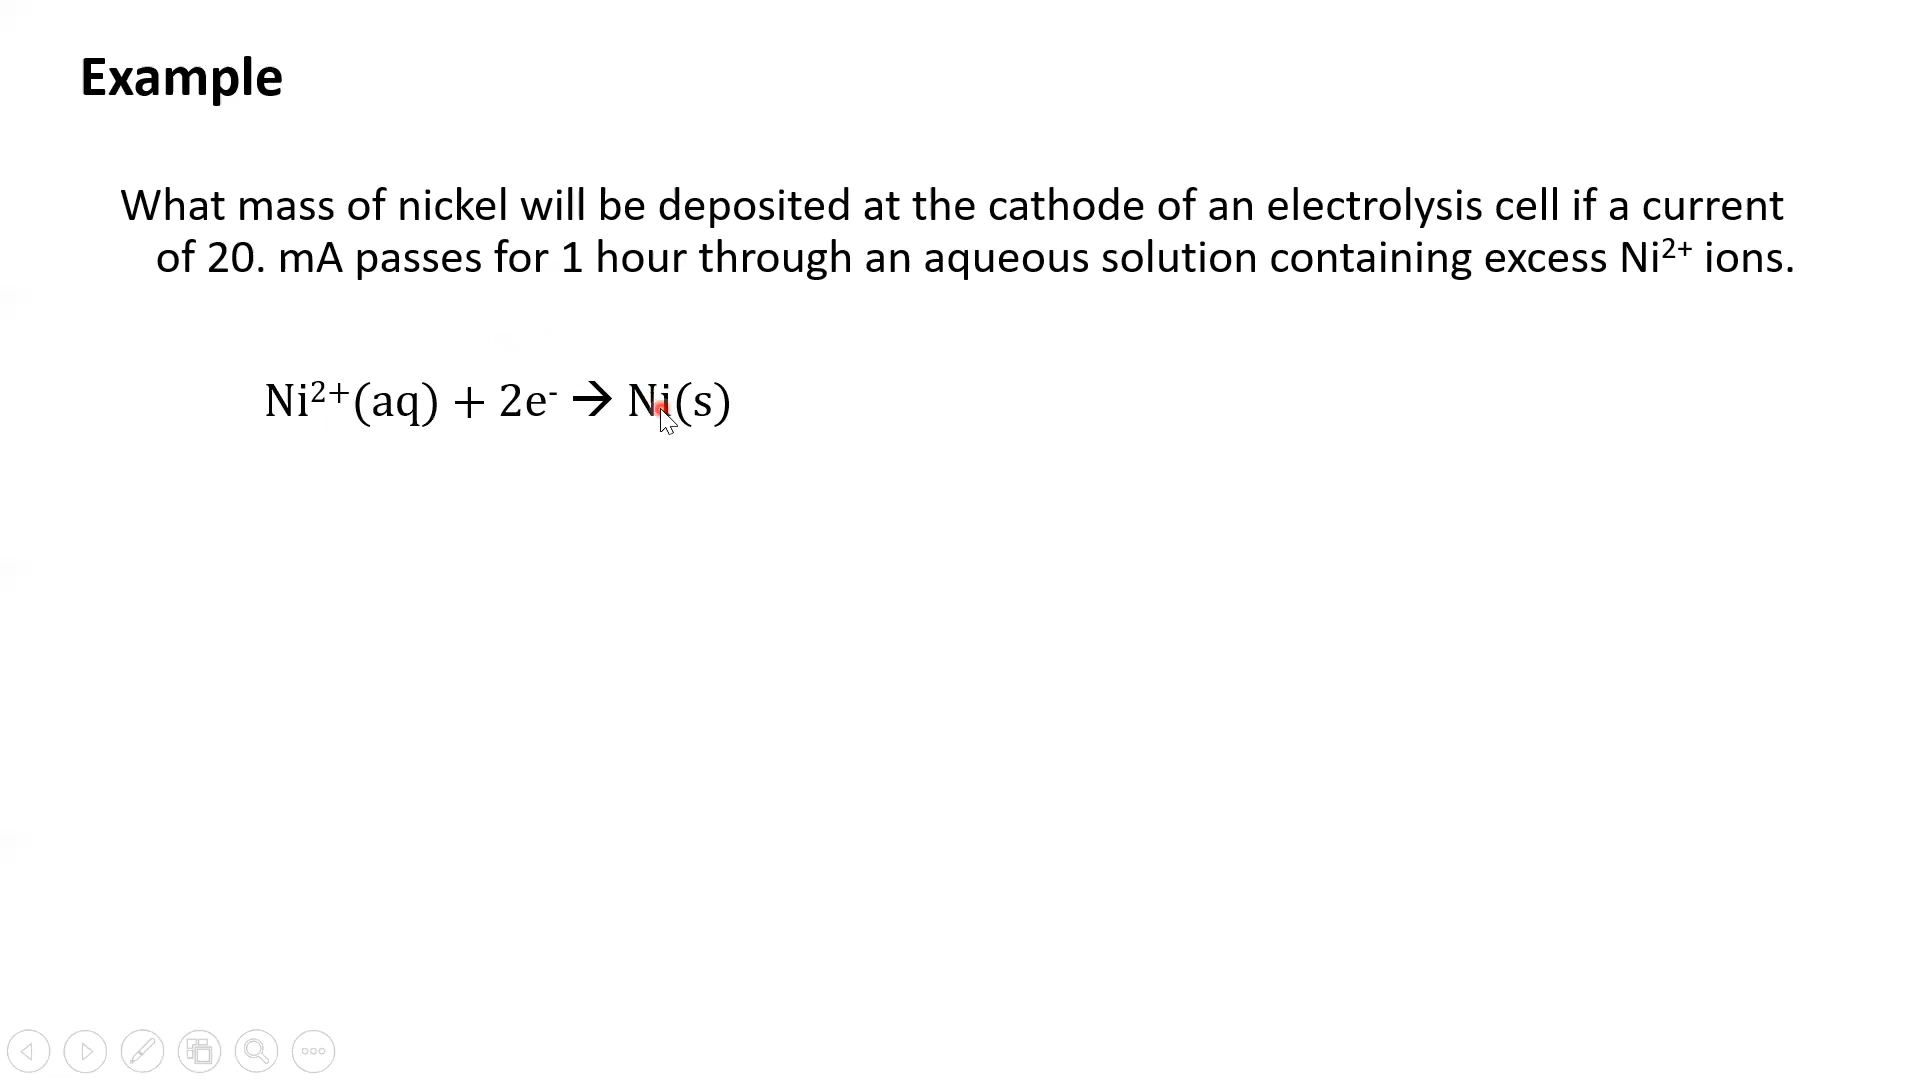 Example
What mass of nickel will be deposited at the cathode of an electrolysis cell if a current
of 20. mA passes for 1 hour through an aqueous solution containing excess Ni²⁺ ions.
Ni²⁺(aq) + 2e⁻ → Ni(s)